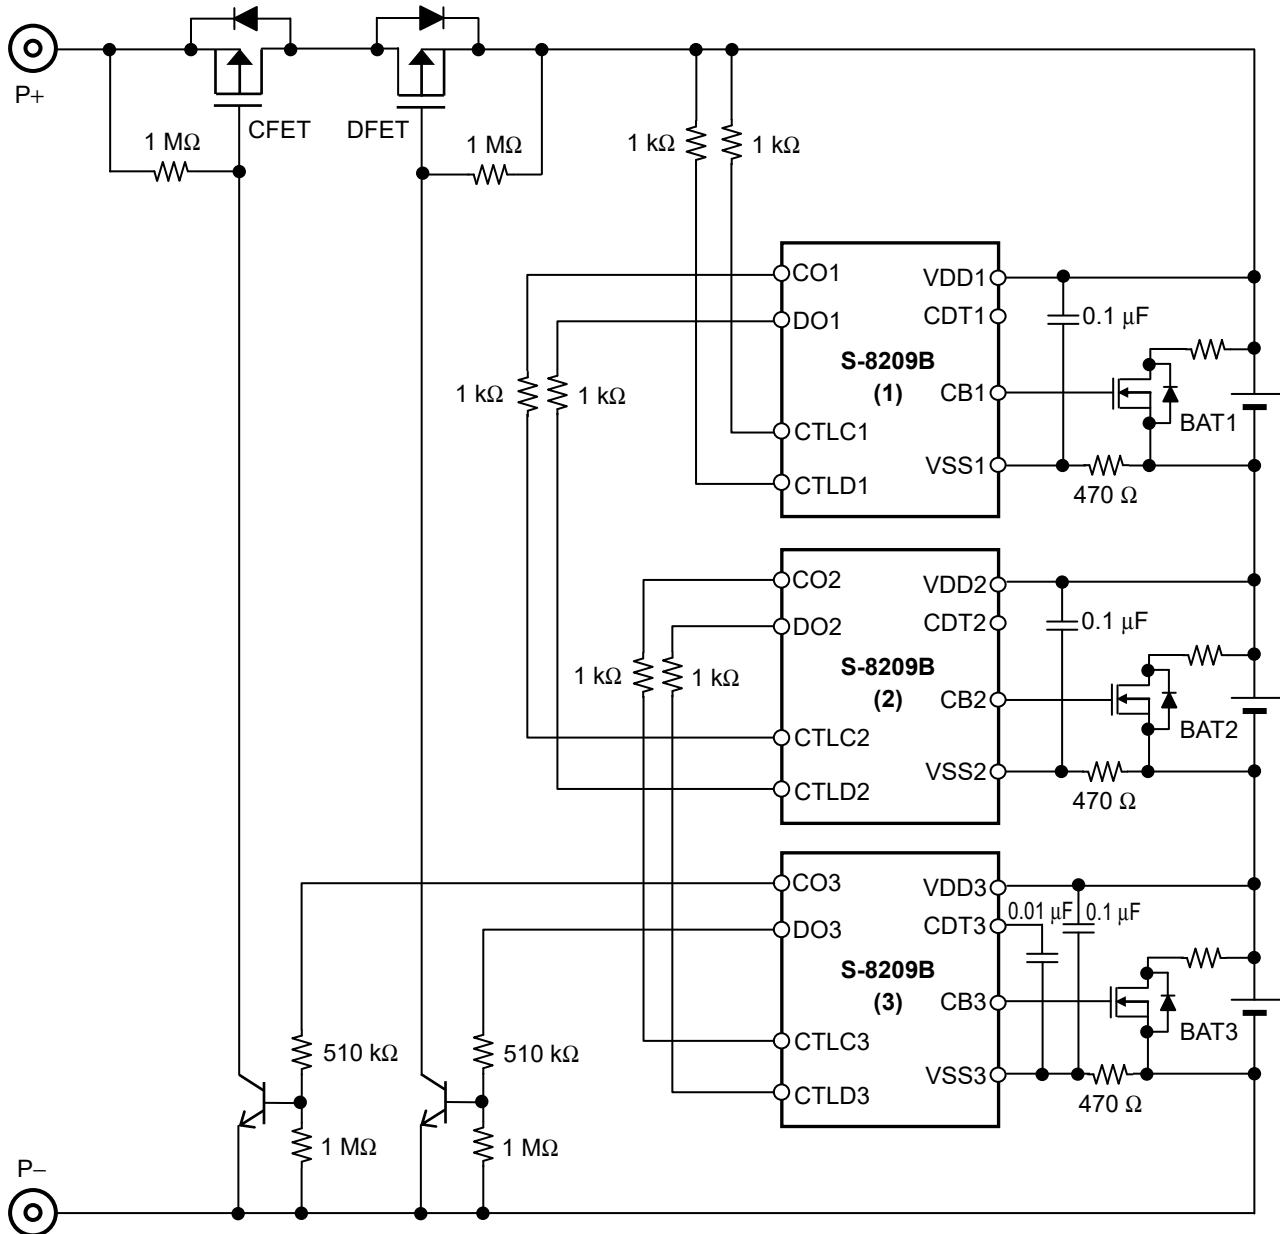 P+
CFET
DFET
1 MΩ
1 MΩ
1 kΩ
1 kΩ
CO1
VDD1
DO1
CDT1
0.1 μF
S-8209B
(1)
CB1
1 kΩ
1 kΩ
BAT1
CTLC1
VSS1
CTLD1
470 Ω
CO2
VDD2
DO2
CDT2
0.1 μF
S-8209B
(2)
1 kΩ
1 kΩ
CB2
BAT2
CTLC2
VSS2
CTLD2
470 Ω
CO3
VDD3
0.01 μF
0.1 μF
DO3
CDT3
S-8209B
(3)
CB3
BAT3
510 kΩ
510 kΩ
CTLC3
VSS3
CTLD3
470 Ω
1 MΩ
1 MΩ
P−